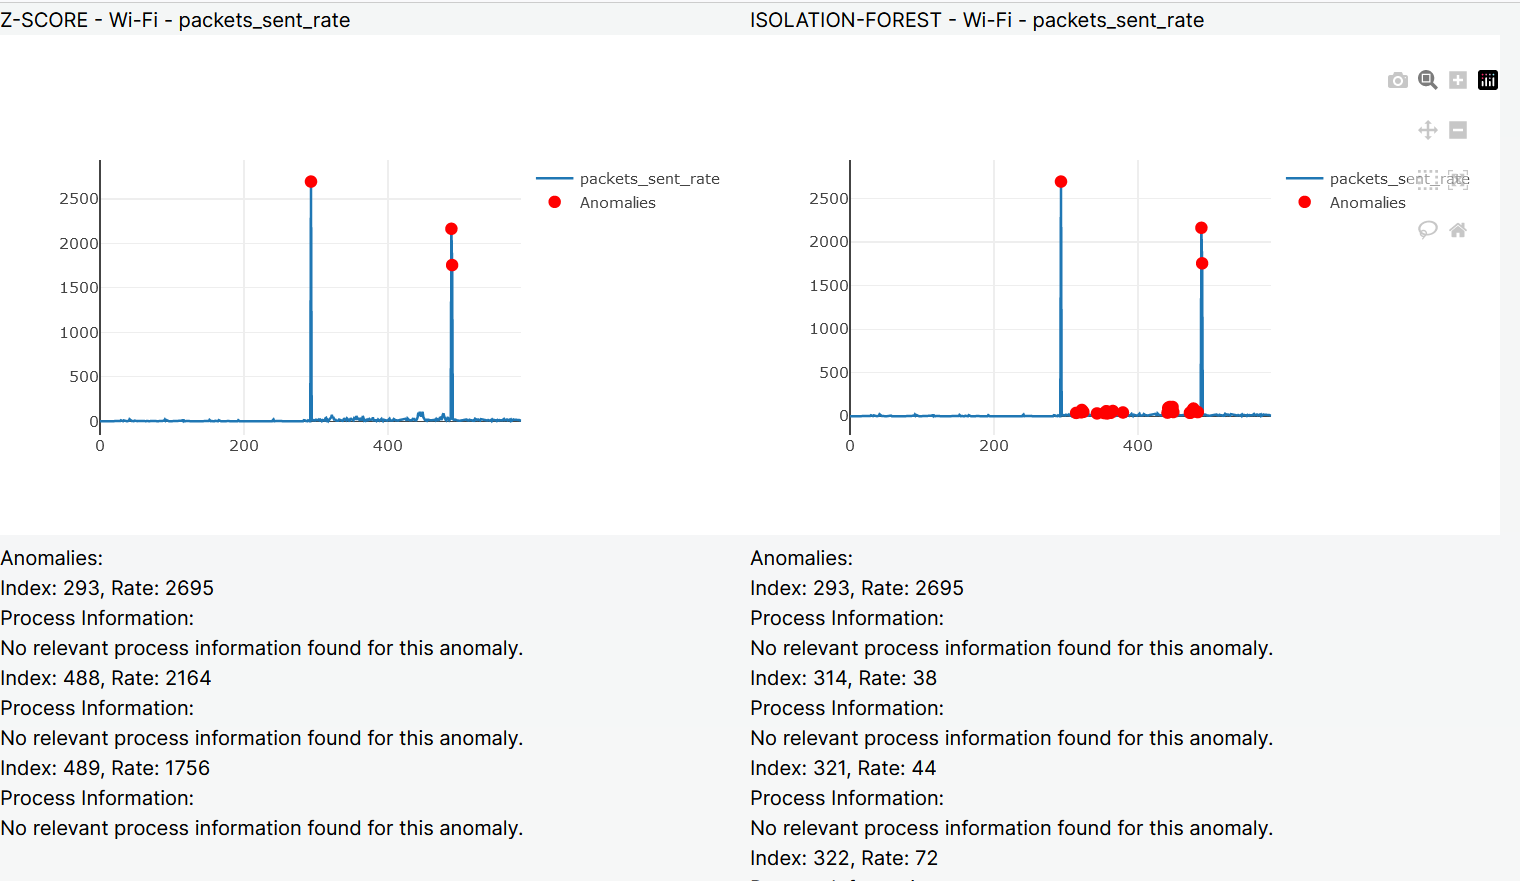 Z-SCORE - Wi-Fi - packets_sent_rate
2500
2000
1500
1000
500
0
0
200
400
packets_sent_rate
Anomalies
Anomalies:
Index: 293, Rate: 2695
Process Information:
No relevant process information found for this anomaly.
Index: 488, Rate: 2164
Process Information:
No relevant process information found for this anomaly.
Index: 489, Rate: 1756
Process Information:
No relevant process information found for this anomaly.
ISOLATION-FOREST - Wi-Fi - packets_sent_rate
2500
2000
1500
1000
500
0
0
200
400
packets_sent_rate
Anomalies
Anomalies:
Index: 293, Rate: 2695
Process Information:
No relevant process information found for this anomaly.
Index: 314, Rate: 38
Process Information:
No relevant process information found for this anomaly.
Index: 321, Rate: 44
Process Information:
No relevant process information found for this anomaly.
Index: 322, Rate: 72